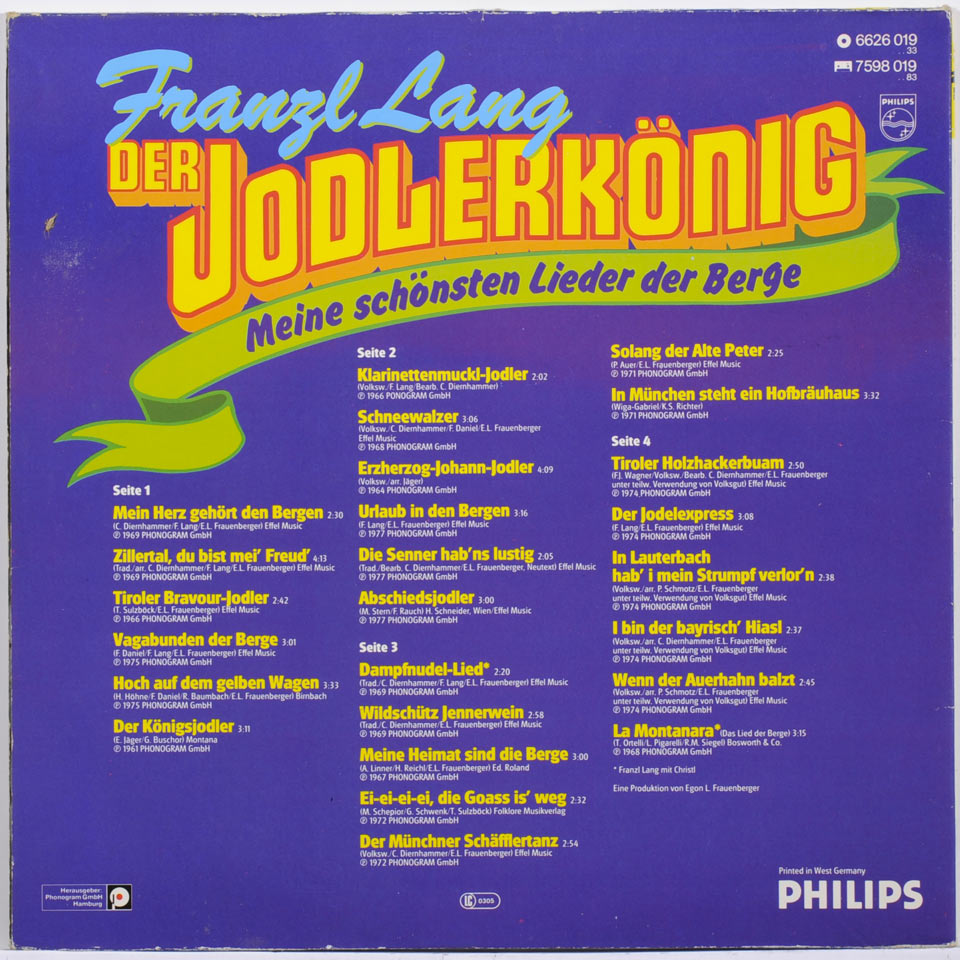 6626 019
..33
7598 019
..83
PHILIPS
Franzl Lang
DER JODLERKÖNIG
Meine schönsten Lieder der Berge
Seite 1
Mein Herz gehört den Bergen 2:30
(C. Diernhammer/F. Lang/E.L. Frauenberger) Effel Music
℗ 1969 PHONOGRAM GmbH
Zillertal, du bist mei' Freud' 4:13
(Trad./arr. C. Diernhammer/F. Lang/E.L. Frauenberger) Effel Music
℗ 1969 PHONOGRAM GmbH
Tiroler Bravour-Jodler 2:42
(T. Sulzböck/E.L. Frauenberger) Effel Music
℗ 1966 PHONOGRAM GmbH
Vagabunden der Berge 3:01
(F. Daniel/F. Lang/E.L. Frauenberger) Effel Music
℗ 1975 PHONOGRAM GmbH
Hoch auf dem gelben Wagen 3:33
(H. Höhne/F. Daniel/R. Baumbach/E.L. Frauenberger) Birnbach
℗ 1975 PHONOGRAM GmbH
Der Königsjodler 3:11
(E. Jäger/G. Buschor) Montana
℗ 1961 PHONOGRAM GmbH
Seite 2
Klarinettenmuckl-Jodler 2:02
(Volksw./F. Lang/Bearb. C. Diernhammer)
℗ 1966 PONOGRAM GmbH
Schneewalzer 3:06
(Volksw./C. Diernhammer/F. Daniel/E.L. Frauenberger
Effel Music
℗ 1968 PHONOGRAM GmbH
Erzherzog-Johann-Jodler 4:09
(Volksw./arr. Jäger)
℗ 1964 PHONOGRAM GmbH
Urlaub in den Bergen 3:16
(F. Lang/E.L. Frauenberger) Effel Music
℗ 1977 PHONOGRAM GmbH
Die Senner hab'ns lustig 2:05
(Trad./Bearb. C. Diernhammer/E.L. Frauenberger, Neutext) Effel Music
℗ 1977 PHONOGRAM GmbH
Abschiedsjodler 3:00
(M. Stern/F. Rauch) H. Schneider, Wien/Effel Music
℗ 1977 PHONOGRAM GmbH
Seite 3
Dampfnudel-Lied* 2:20
(Trad./C. Diernhammer/F. Lang/E.L. Frauenberger) Effel Music
℗ 1969 PHONOGRAM GmbH
Wildschütz Jennerwein 2:58
(Trad./C. Diernhammer/E.L. Frauenberger) Effel Music
℗ 1969 PHONOGRAM GmbH
Meine Heimat sind die Berge 3:00
(A. Linner/H. Reichl/E.L. Frauenberger) Ed. Roland
℗ 1967 PHONOGRAM GmbH
Ei-ei-ei-ei, die Goass is' weg 2:32
(M. Schepior/G. Schwenk/T. Sulzböck) Folklore Musikverlag
℗ 1972 PHONOGRAM GmbH
Der Münchner Schäfflertanz 2:54
(Volksw./C. Diernhammer/E.L. Frauenberger) Effel Music
℗ 1972 PHONOGRAM GmbH
Solang der Alte Peter 2:25
(P. Auer/E.L. Frauenberger) Effel Music
℗ 1971 PHONOGRAM GmbH
In München steht ein Hofbräuhaus 3:32
(Wiga-Gabriel/K.S. Richter)
℗ 1971 PHONOGRAM GmbH
Seite 4
Tiroler Holzhackerbuam 2:50
(F.J. Wagner/Volksw./Bearb. C. Diernhammer/E.L. Frauenberger
unter teilw. Verwendung von Volksgut) Effel Music
℗ 1974 PHONOGRAM GmbH
Der Jodelexpress 3:08
(F. Lang/E.L. Frauenberger) Effel Music
℗ 1974 PHONOGRAM GmbH
In Lauterbach
hab' i mein Strumpf verlor'n 2:38
(Volksw./arr. P. Schmotz/E.L. Frauenberger
unter teilw. Verwendung von Volksgut) Effel Music
℗ 1974 PHONOGRAM GmbH
I bin der bayrisch' Hiasl 2:37
(Volksw./arr. C. Diernhammer/E.L. Frauenberger
unter teilw. Verwendung von Volksgut) Effel Music
℗ 1974 PHONOGRAM GmbH
Wenn der Auerhahn balzt 2:45
(Volksw./arr. P. Schmotz/E.L. Frauenberger
unter teilw. Verwendung von Volksgut) Effel Music
℗ 1974 PHONOGRAM GmbH
La Montanara* (Das Lied der Berge) 3:15
(T. Ortelli/L. Pigarelli/R.M. Siegel) Bosworth & Co.
℗ 1968 PHONOGRAM GmbH
* Franzl Lang mit Christl
Eine Produktion von Egon L. Frauenberger
Herausgeber
Phonogram GmbH
Hamburg
LC 0305
Printed in West Germany
PHILIPS